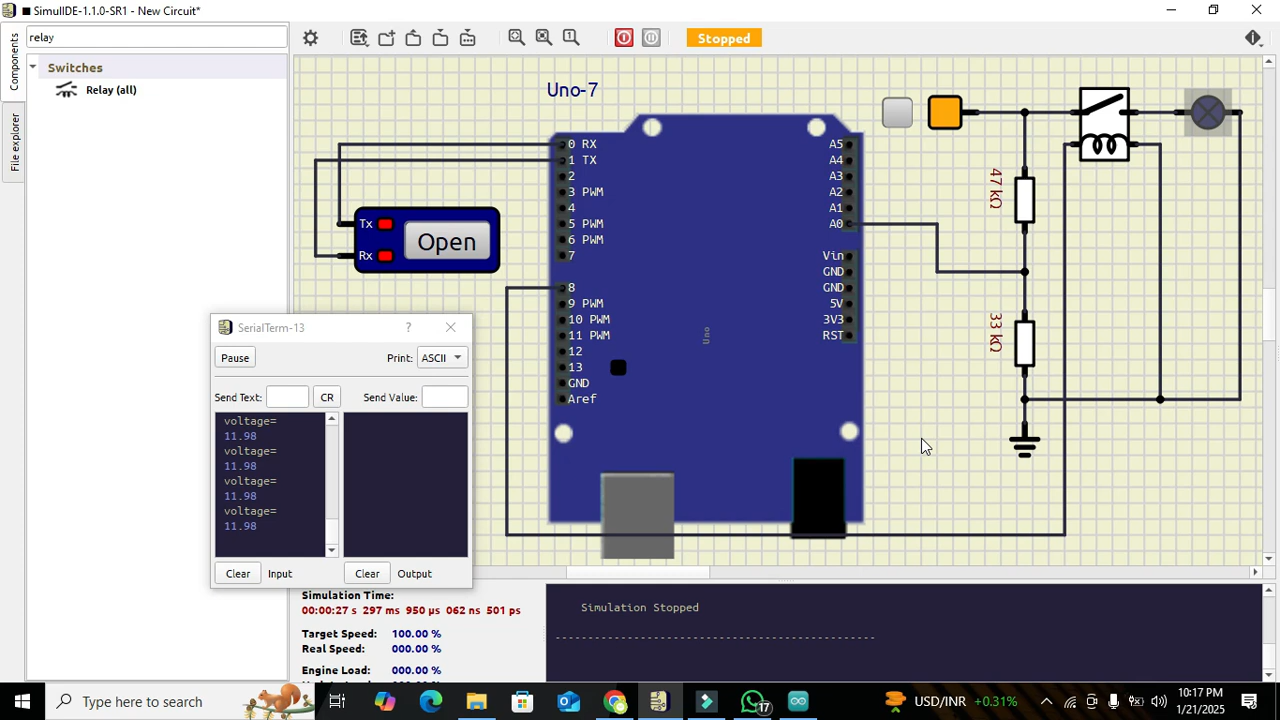 SimulIDE-1.1.0-SR1 - New Circuit*
Components
File explorer
relay
Switches
Relay (all)
Stopped
Uno-7
0 RX
1 TX
2
3 PWM
4
5 PWM
6 PWM
7
8
9 PWM
10 PWM
11 PWM
12
13
GND
Aref
Uno
A5
A4
A3
A2
A1
A0
Vin
GND
GND
5V
3V3
RST
47 kΩ
33 kΩ
Tx
Rx
Open
SerialTerm-13
?
Pause
Print: ASCII
Send Text: CR Send Value:
voltage=
11.98
voltage=
11.98
voltage=
11.98
voltage=
11.98
Clear Input Clear Output
Simulation Time:
00:00:27 s 297 ms 950 µs 062 ns 501 ps
Target Speed: 100.00 %
Real Speed: 000.00 %
Engine Load: 000.00 %
Simulation Stopped
-----------------------------------------------
Type here to search
17
USD/INR +0.31%
10:17 PM
1/21/2025